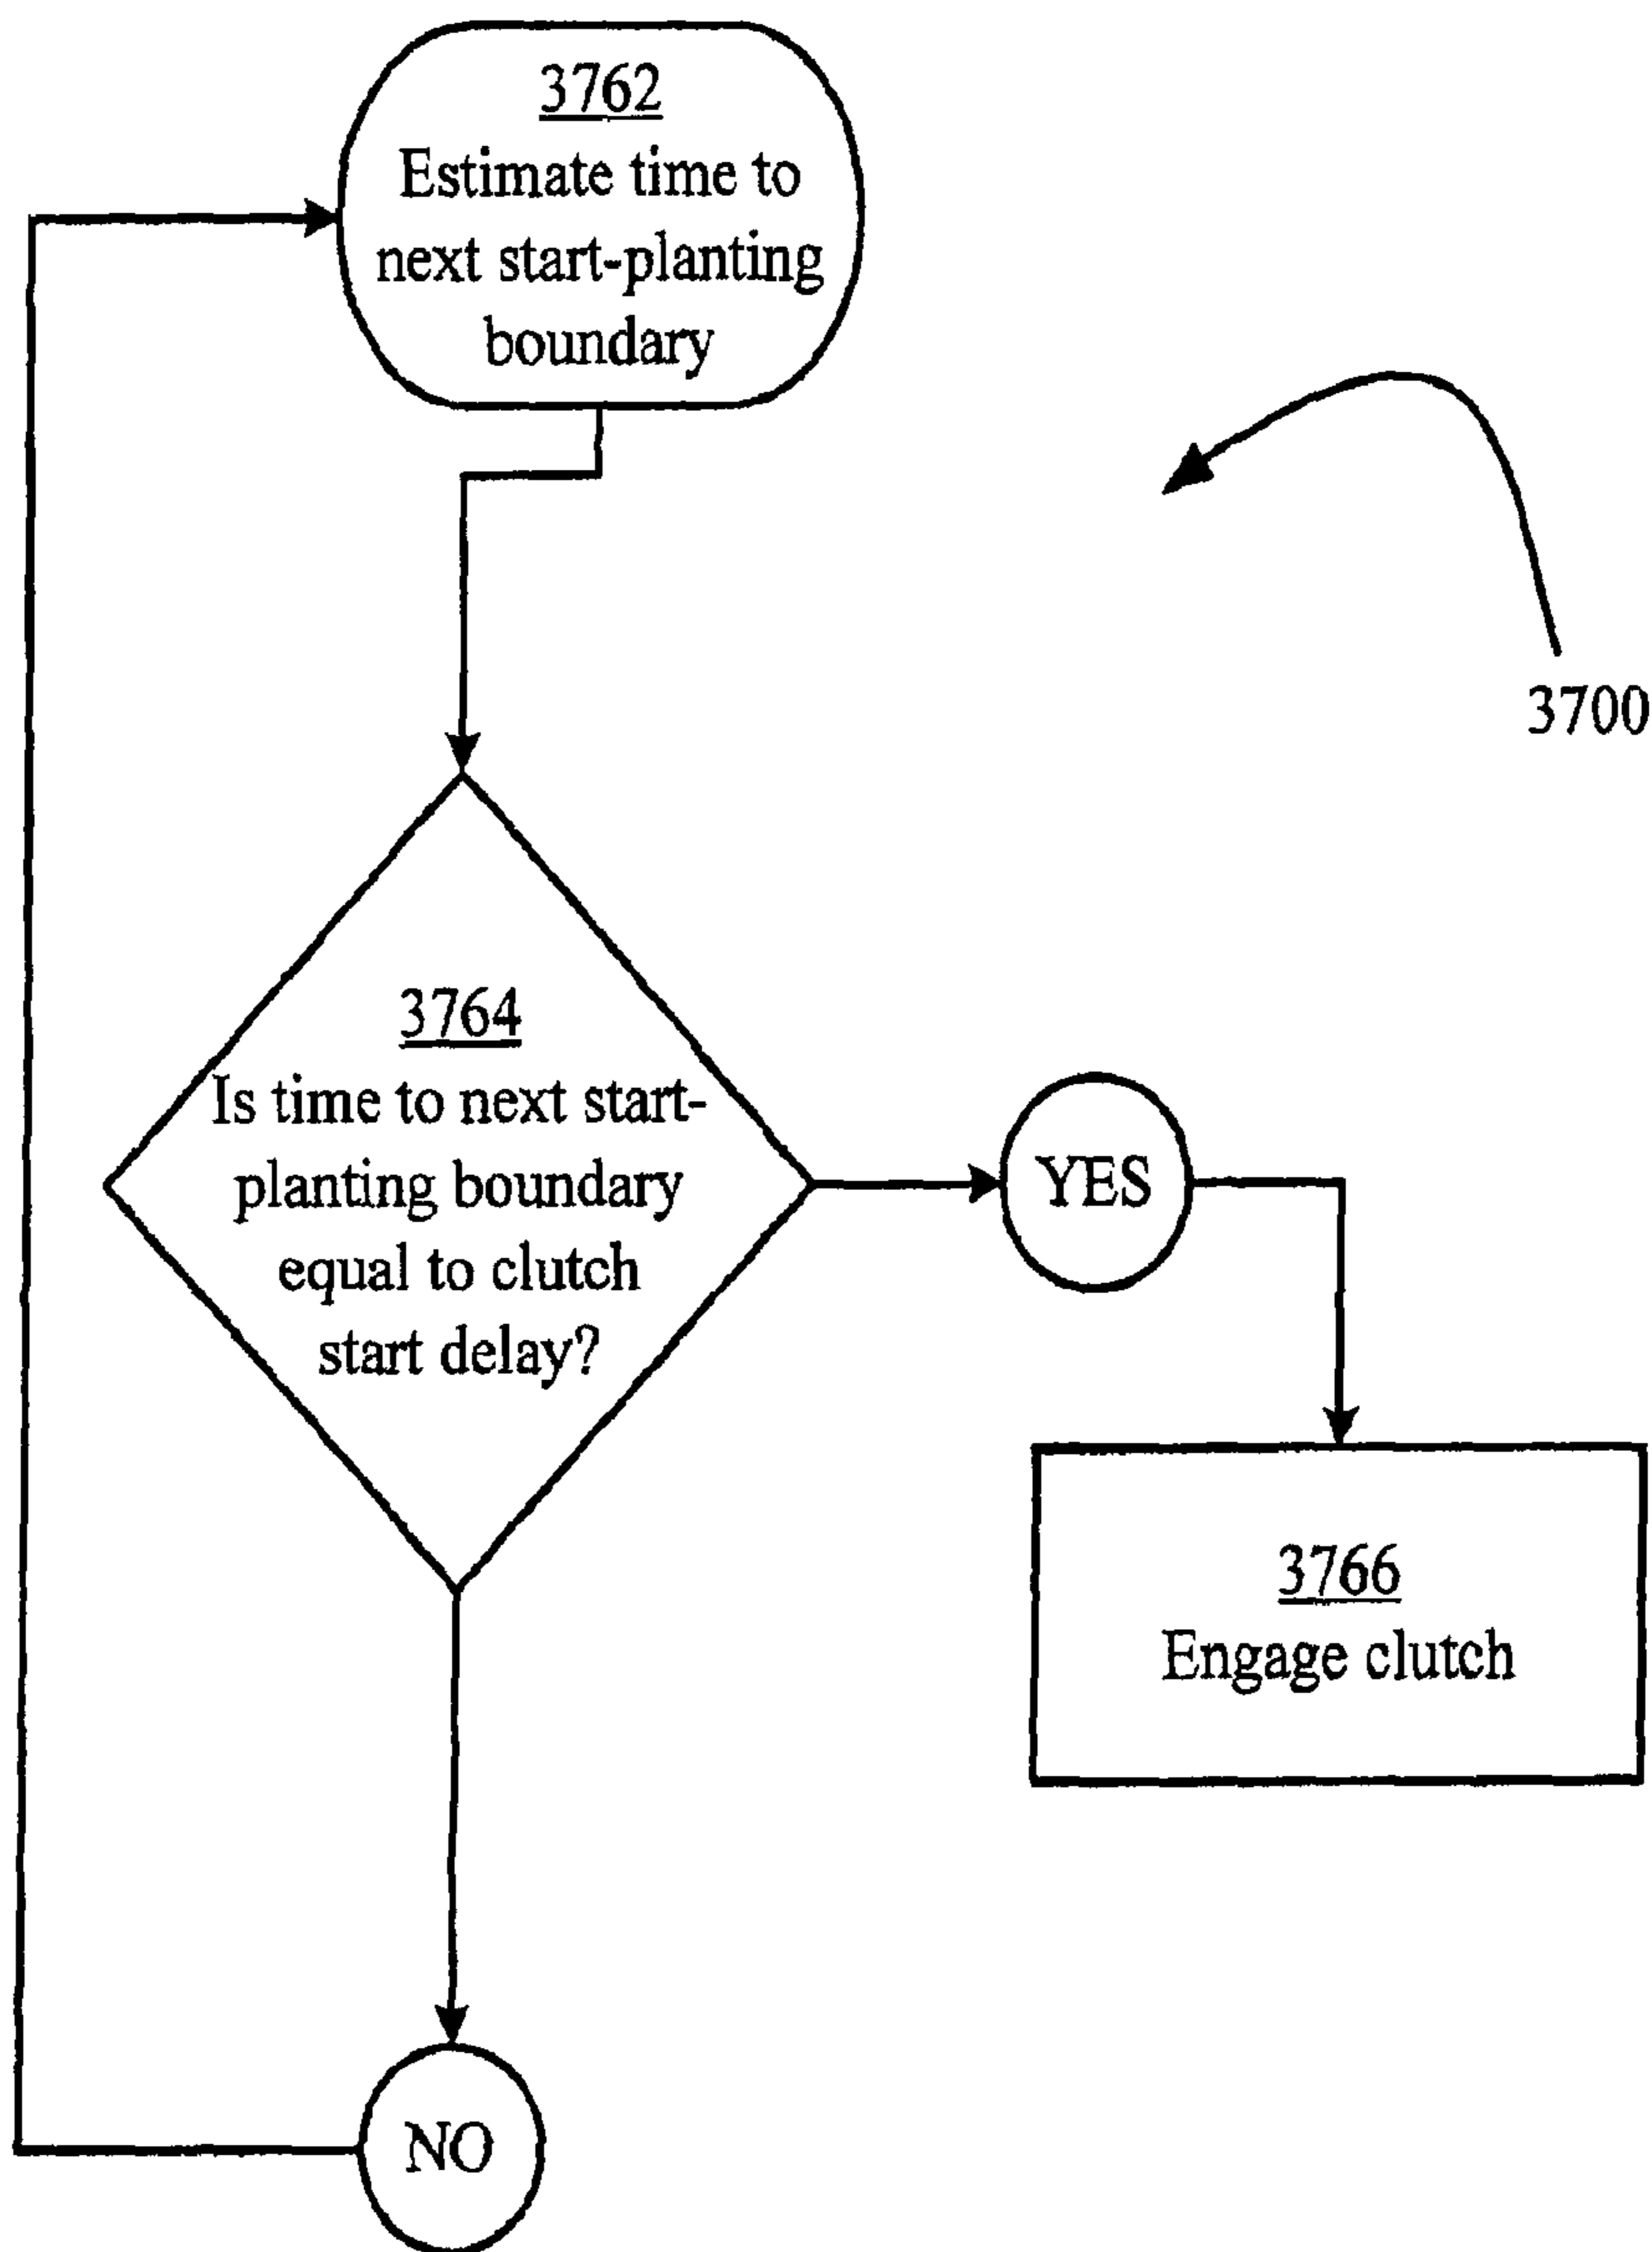 3762
Estimate time to
next start-planting
boundary
3700
3764
Is time to next start-
planting boundary
equal to clutch
start delay?
YES
3766
Engage clutch
NO